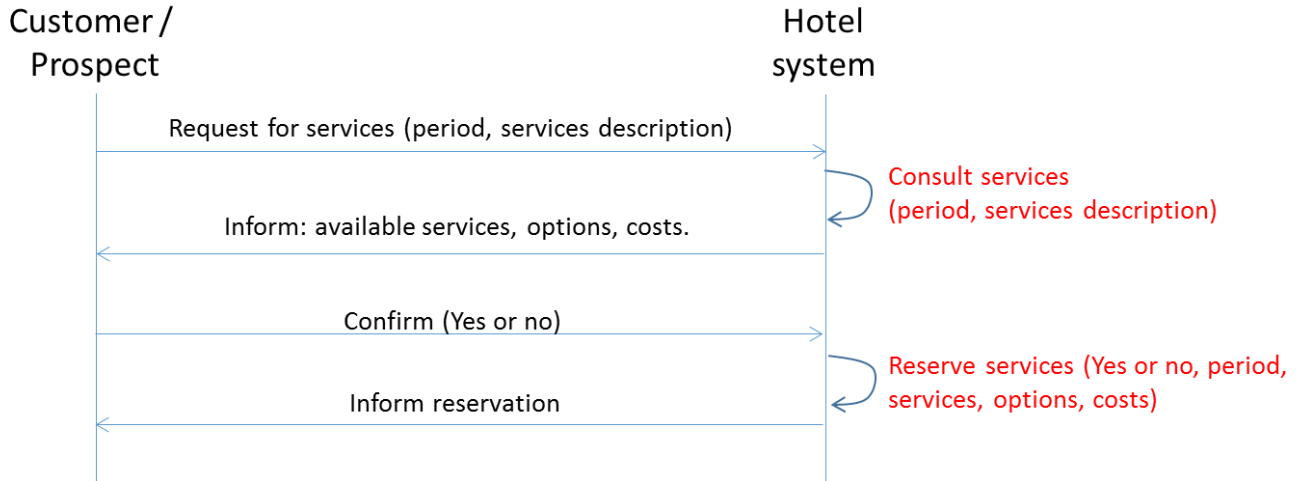 Customer /
Prospect
Hotel
system
Request for services (period, services description)
Consult services
(period, services description)
Inform: available services, options, costs.
Confirm (Yes or no)
Reserve services (Yes or no, period,
services, options, costs)
Inform reservation